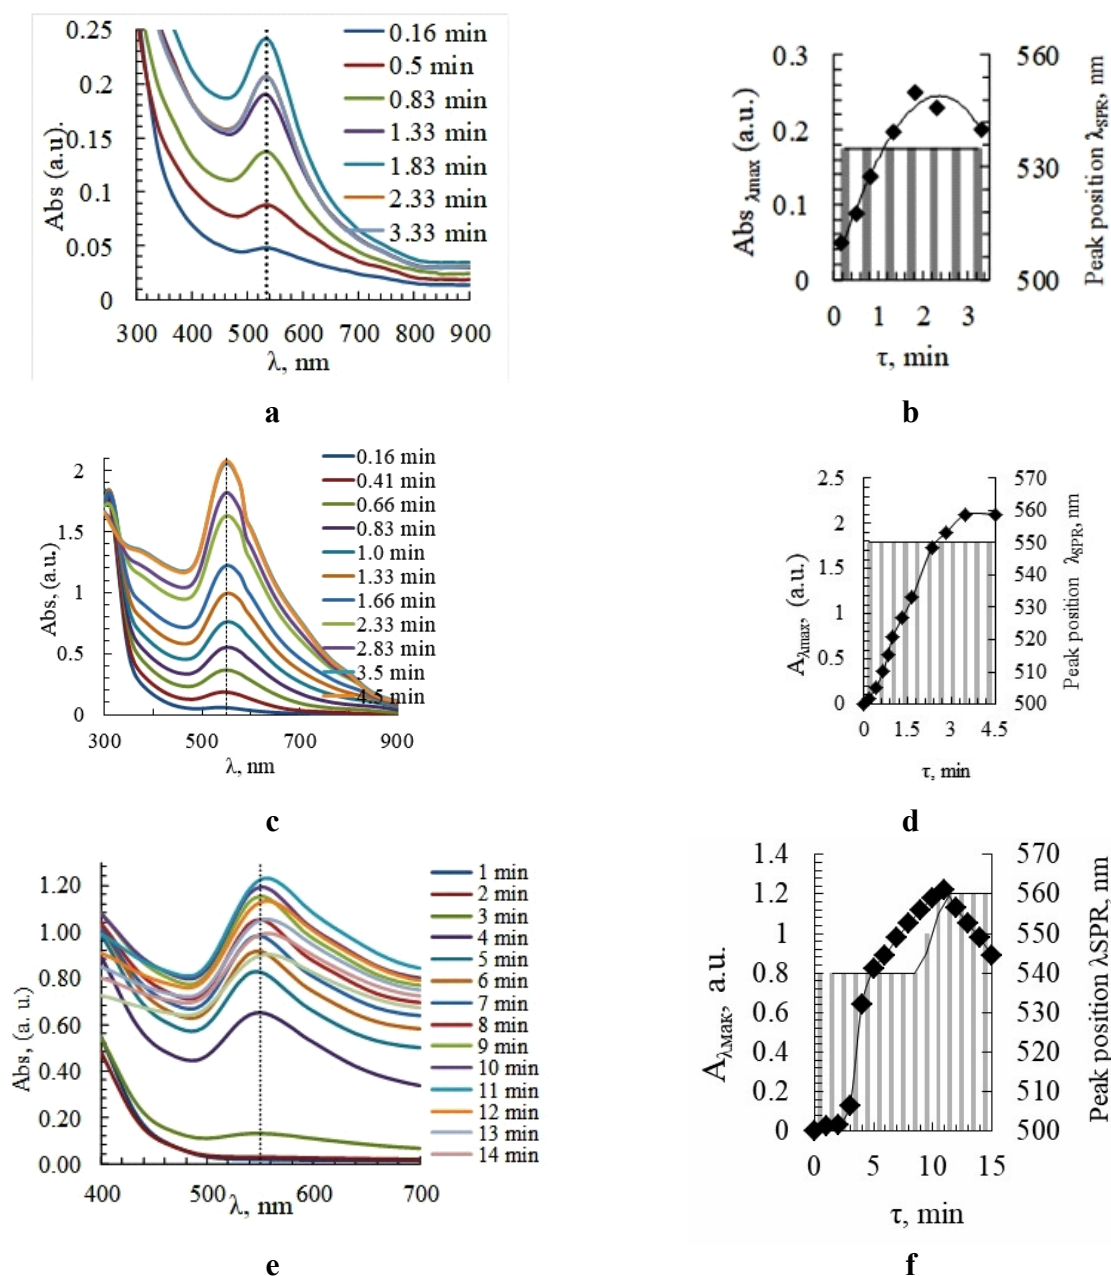 0.25
0.2
0.15
0.1
0.05
0
Abs (a.u).
300 400 500 600 700 800 900
λ, nm
0.16 min
0.5 min
0.83 min
1.33 min
1.83 min
2.33 min
3.33 min
a
0.3
0.2
0.1
0
Abs λmax (a.u.)
560
530
500
Peak position λSPR, nm
0 1 2 3
τ, min
b
2
1.5
1
0.5
0
Abs, (a.u.)
300 500 700 900
λ, nm
0.16 min
0.41 min
0.66 min
0.83 min
1.0 min
1.33 min
1.66 min
2.33 min
2.83 min
3.5 min
4.5 min
c
2.5
2
1.5
1
0.5
0
Aλmax, (a.u.)
570
560
550
540
530
520
510
500
Peak position λSPR, nm
0 1.5 3 4.5
τ, min
d
1.20
1.00
0.80
0.60
0.40
0.20
0.00
Abs, (a. u.)
400 500 600 700
λ, nm
1 min
2 min
3 min
4 min
5 min
6 min
7 min
8 min
9 min
10 min
11 min
12 min
13 min
14 min
e
1.4
1.2
1
0.8
0.6
0.4
0.2
0
Aλмак, a.u.
570
560
550
540
530
520
510
500
Peak position λSPR, nm
0 5 10 15
τ, min
f